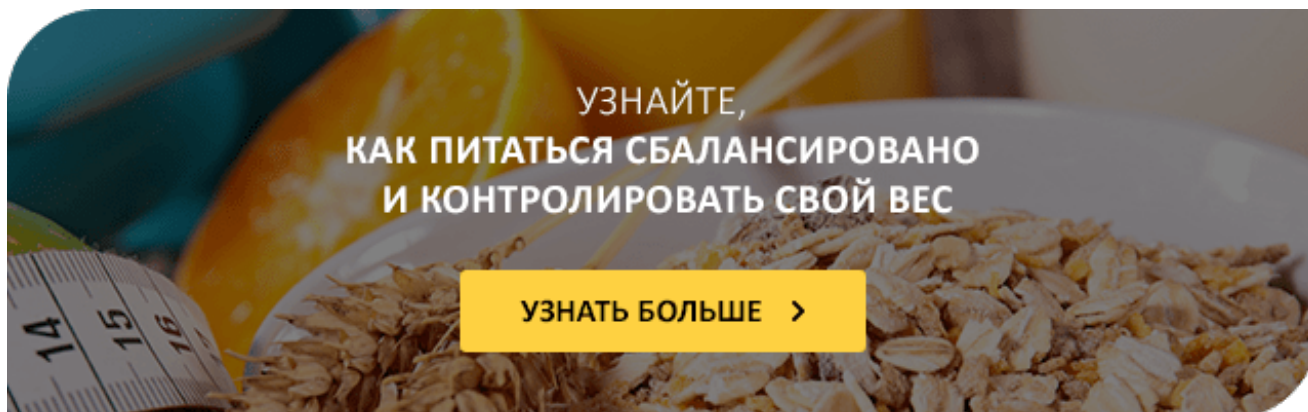 УЗНАЙТЕ,
КАК ПИТАТЬСЯ СБАЛАНСИРОВАНО
И КОНТРОЛИРОВАТЬ СВОЙ ВЕС
УЗНАТЬ БОЛЬШЕ >
14
15
16